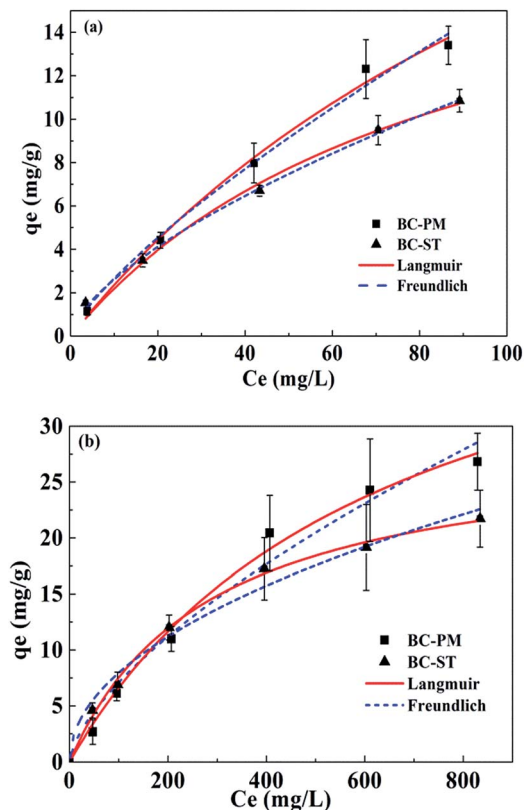 (a)
14
12
10
8
6
4
2
0
qe (mg/g)
BC-PM
BC-ST
Langmuir
Freundlich
0 20 40 60 80 100
Ce (mg/L)
(b)
30
25
20
15
10
5
0
qe (mg/g)
BC-PM
BC-ST
Langmuir
Freundlich
0 200 400 600 800
Ce (mg/L)